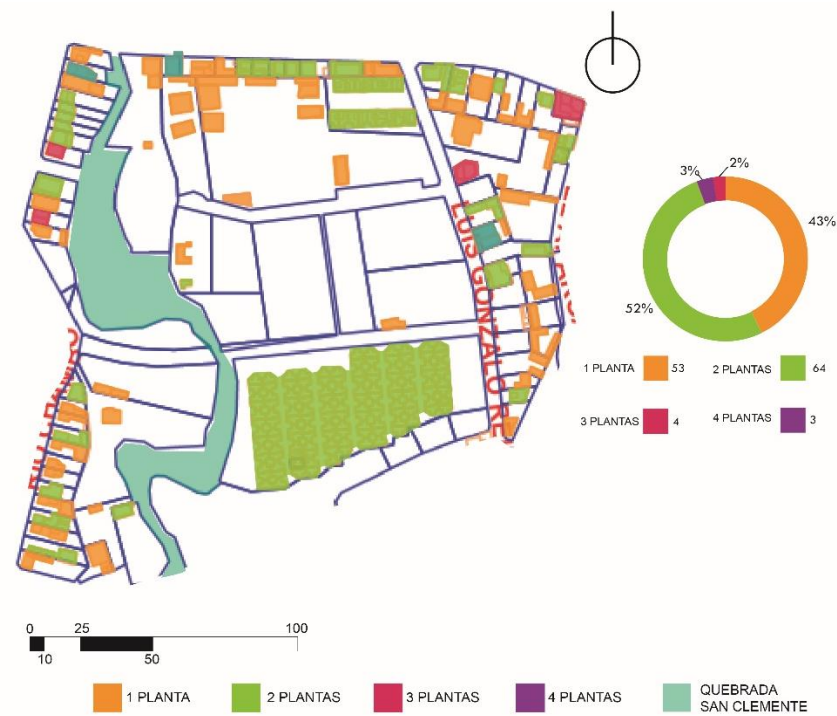 LUIS GONZALO RE
3%
2%
43%
52%
1 PLANTA 53
2 PLANTAS 64
3 PLANTAS 4
4 PLANTAS 3
0 25 100
10 50
1 PLANTA
2 PLANTAS
3 PLANTAS
4 PLANTAS
QUEBRADA
SAN CLEMENTE